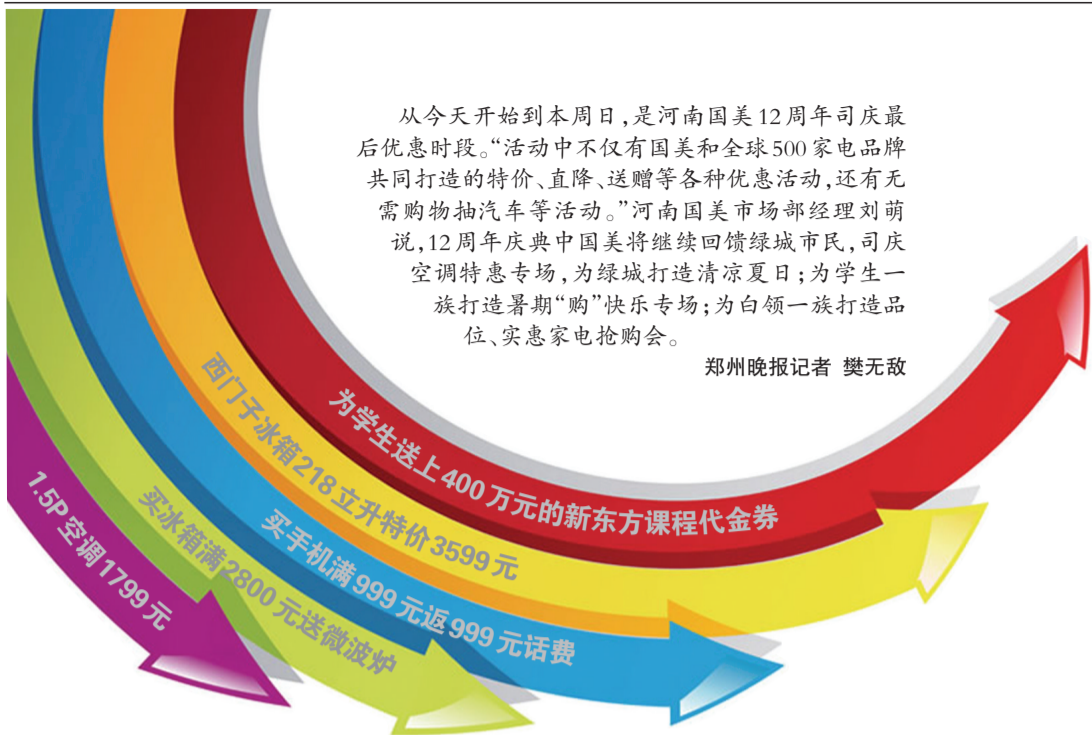 从今天开始到本周日,是河南国美12周年司庆最
后优惠时段。“活动中不仅有国美和全球500家电品牌
共同打造的特价、直降、送赠等各种优惠活动,还有无
需购物抽汽车等活动。”河南国美市场部经理刘萌
说,12周年庆典中国美将继续回馈绿城市民,司庆
空调特惠专场,为绿城打造清凉夏日;为学生一
族打造暑期“购”快乐专场;为白领一族打造品
位、实惠家电抢购会。
郑州晚报记者 樊无敌
为学生送上400万元的新东方课程代金券
西门子冰箱218立升特价3599元
买手机满999元返999元话费
买冰箱满2800元送微波炉
1.5P空调1799元